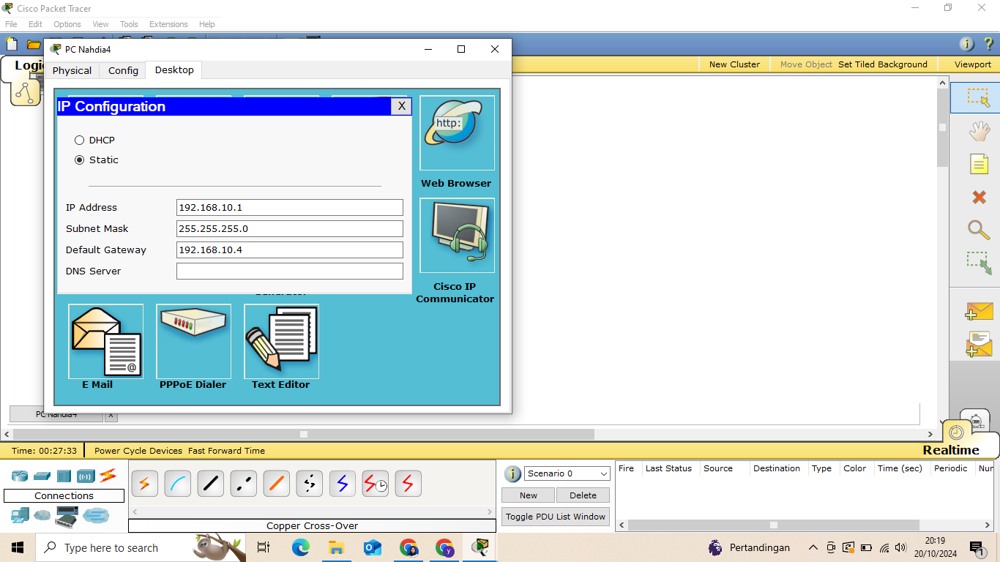 Cisco Packet Tracer
File Edit Options View Tools Extensions Help
PC Nahdia4
Physical Config Desktop
New Cluster Move Object Set Tiled Background Viewport
IP Configuration X
http:
DHCP
Static
Web Browser
IP Address 192.168.10.1
Subnet Mask 255.255.255.0
Default Gateway 192.168.10.4
DNS Server
Cisco IP
Communicator
@
E Mail PPPoE Dialer Text Editor
PC Nahdia4 X
Time: 00:27:33 Power Cycle Devices Fast Forward Time
Realtime
Scenario 0
Fire Last Status Source Destination Type Color Time (sec) Periodic Num
New Delete
Connections
Toggle PDU List Window
Copper Cross-Over
Type here to search
Pertandingan
20:19
20/10/2024
1